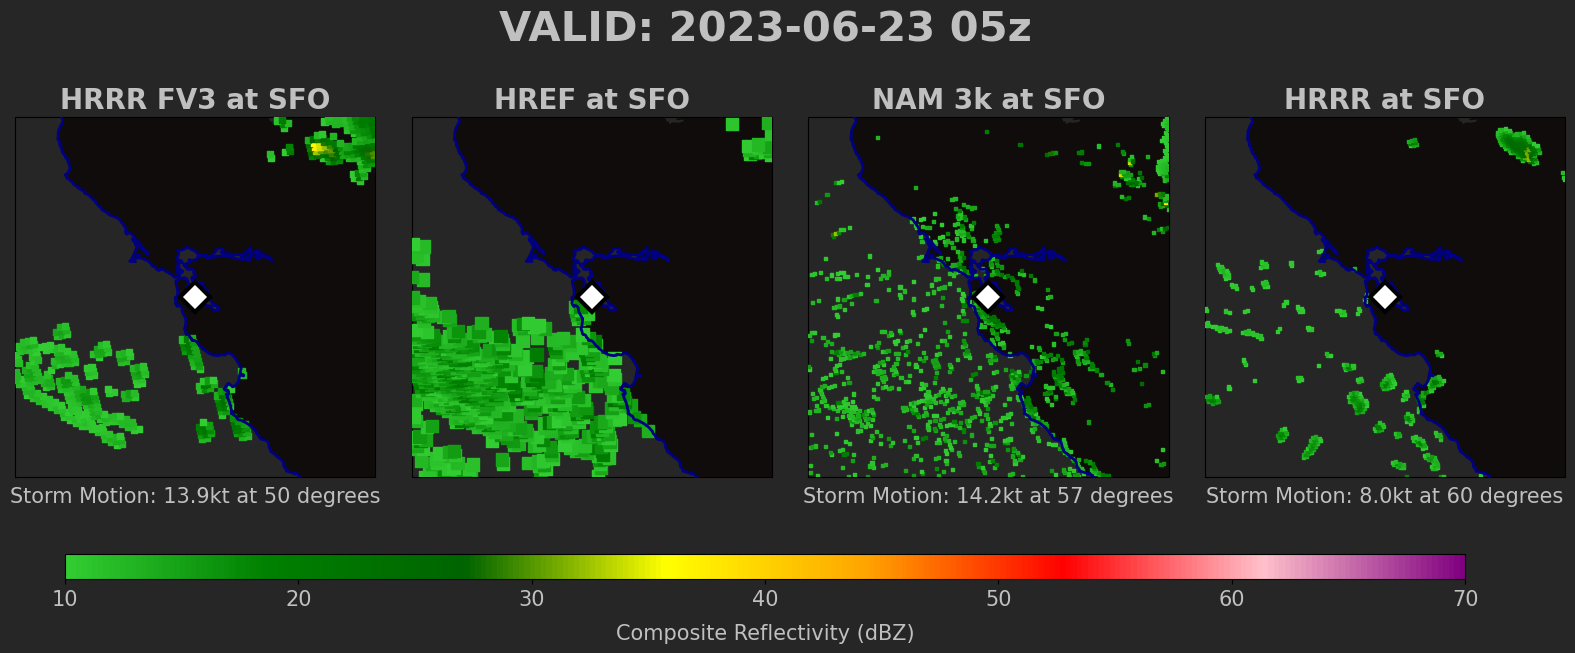 VALID: 2023-06-23 05z
HRRR FV3 at SFO
HREF at SFO
NAM 3k at SFO
HRRR at SFO
Storm Motion: 13.9kt at 50 degrees
Storm Motion: 14.2kt at 57 degrees
Storm Motion: 8.0kt at 60 degrees
10 20 30 40 50 60 70
Composite Reflectivity (dBZ)